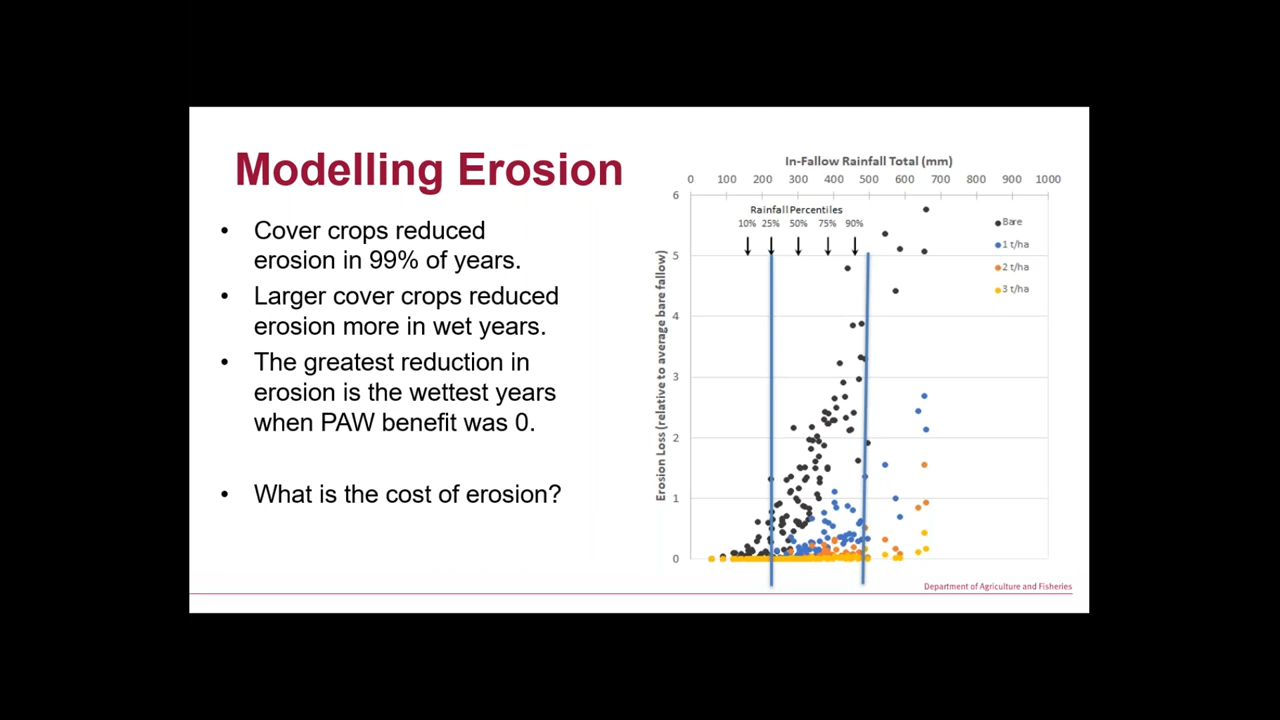 Modelling Erosion
• Cover crops reduced
erosion in 99% of years.
• Larger cover crops reduced
erosion more in wet years.
• The greatest reduction in
erosion is the wettest years
when PAW benefit was 0.
• What is the cost of erosion?
In-Fallow Rainfall Total (mm)
0 100 200 300 400 500 600 700 800 900 1000
Rainfall Percentiles
10% 25% 50% 75% 90%
Erosion Loss (relative to average bare fallow)
6
5
4
3
2
1
0
Bare
1 t/ha
2 t/ha
3 t/ha
Department of Agriculture and Fisheries